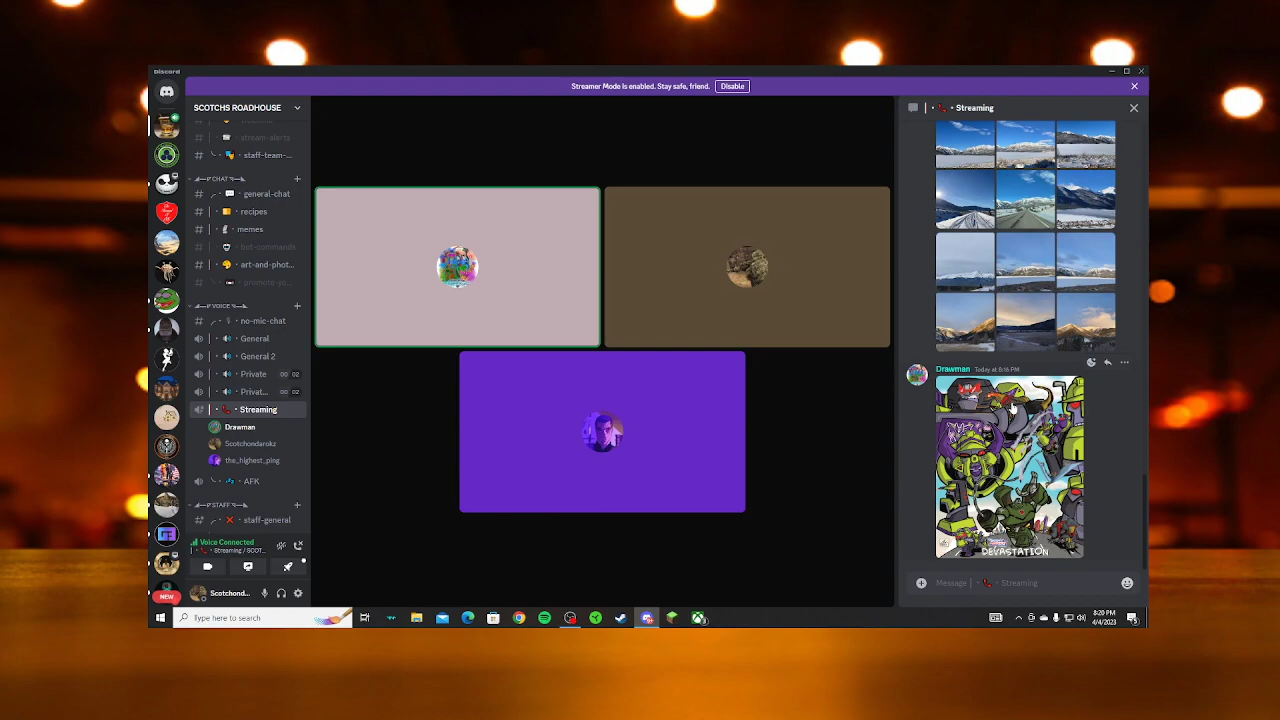 Discord
Streamer Mode is enabled. Stay safe, friend. Disable
SCOTCHS ROADHOUSE
stream-alerts
staff-team-...
CHAT
general-chat
recipes
memes
bot-commands
art-and-phot...
promote-yo...
VOICE
no-mic-chat
General
General 2
Private 00 02
Privat... 00 02
Streaming
Drawman
Scotchondarokz
the_highest_ping
AFK
STAFF
staff-general
Voice Connected
Streaming / SCOT...
NEW
Scotchond...
Streaming
Drawman Today at 8:16 PM
DEVASTATION
Message | Streaming
Type here to search
8:20 PM
4/4/2023